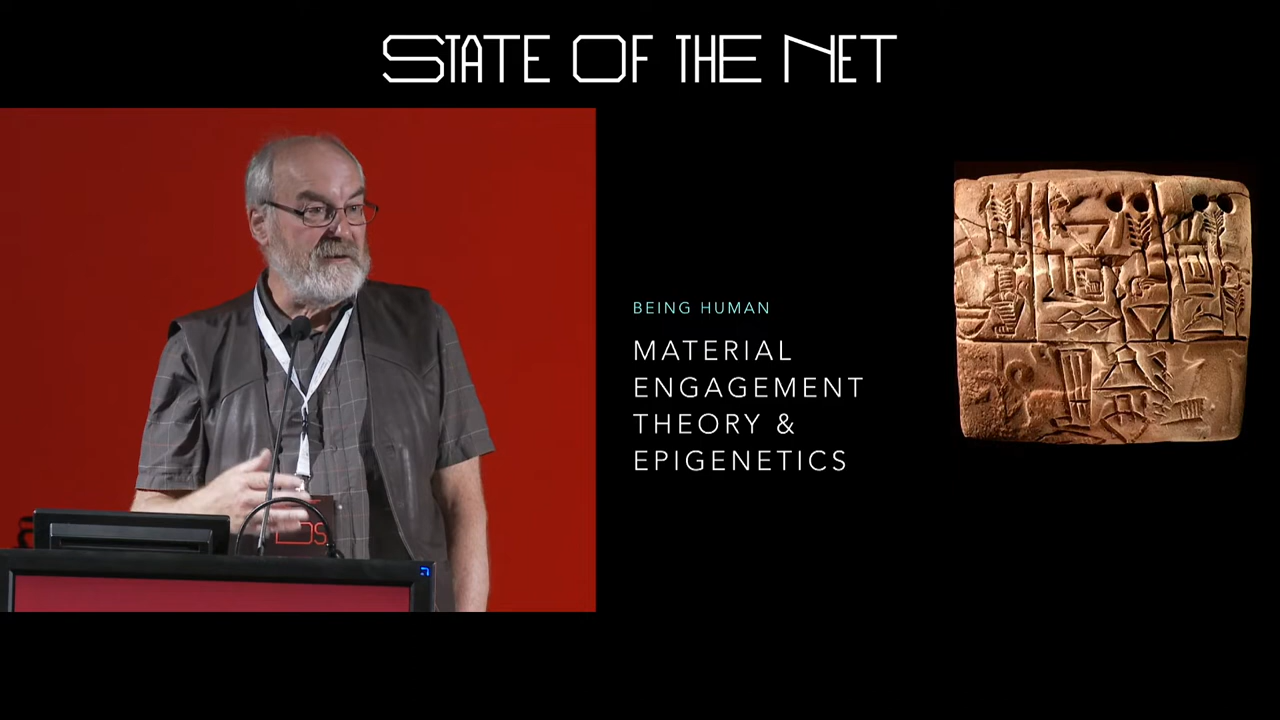 STATE OF THE NET
BEING HUMAN
MATERIAL
ENGAGEMENT
THEORY &
EPIGENETICS